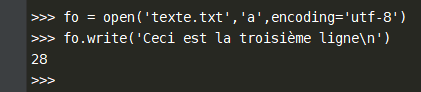 >>> fo = open('texte.txt','a',encoding='utf-8')
>>> fo.write('Ceci est la troisième ligne\n')
28
>>>